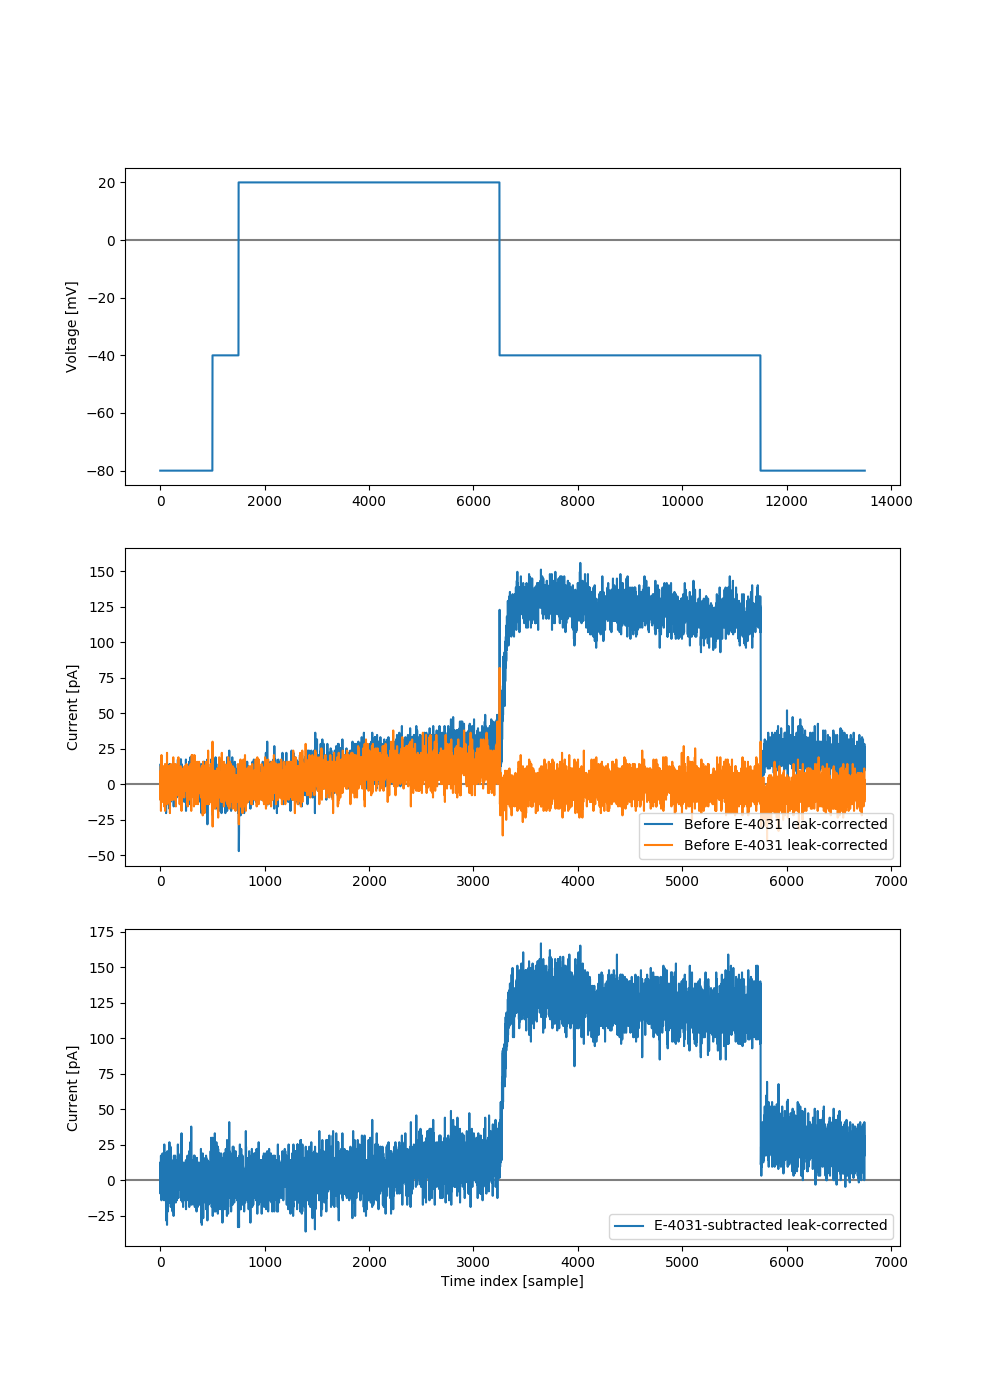 20
0
−20
−40
−60
−80
Voltage [mV]
0 2000 4000 6000 8000 10000 12000 14000
150
125
100
75
50
25
0
−25
−50
Current [pA]
Before E-4031 leak-corrected
Before E-4031 leak-corrected
0 1000 2000 3000 4000 5000 6000 7000
175
150
125
100
75
50
25
0
−25
Current [pA]
E-4031-subtracted leak-corrected
0 1000 2000 3000 4000 5000 6000 7000
Time index [sample]